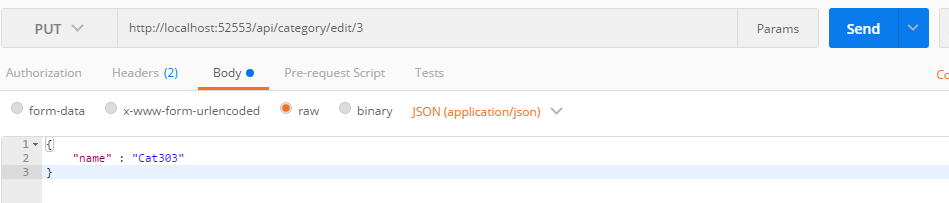 PUT http://localhost:52553/api/category/edit/3 Params Send
Authorization Headers (2) Body Pre-request Script Tests Co
form-data x-www-form-urlencoded raw binary JSON (application/json)
1 {
2 "name" : "Cat303"
3 }